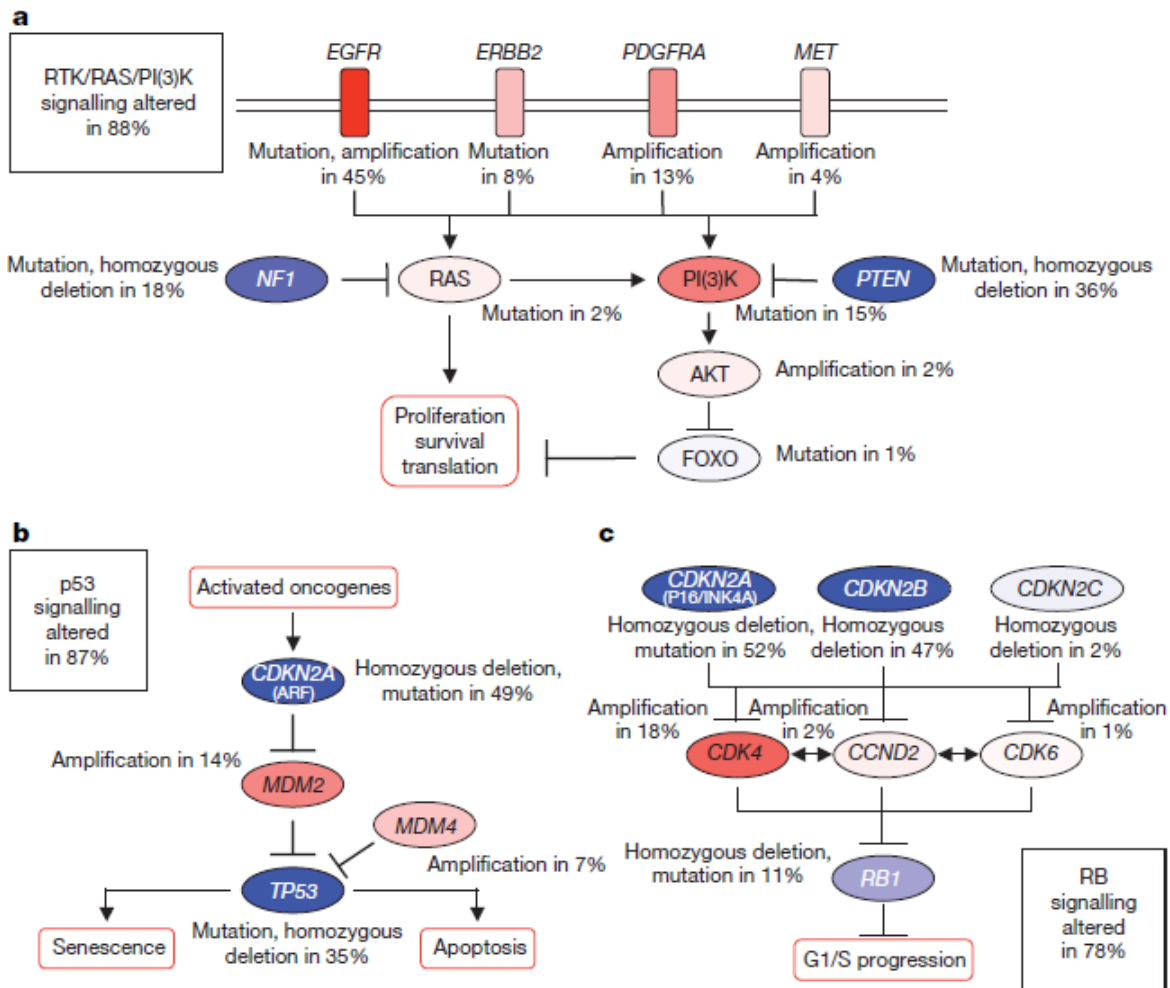 a
RTK/RAS/PI(3)K
signalling altered
in 88%
EGFR
ERBB2
PDGFRA
MET
Mutation, amplification
in 45%
Mutation
in 8%
Amplification
in 13%
Amplification
in 4%
Mutation, homozygous
deletion in 18%
NF1
RAS
Mutation in 2%
PI(3)K
Mutation in 15%
PTEN
Mutation, homozygous
deletion in 36%
AKT
Amplification in 2%
Proliferation
survival
translation
FOXO
Mutation in 1%
b
p53
signalling
altered
in 87%
Activated oncogenes
CDKN2A
(ARF)
Homozygous deletion,
mutation in 49%
Amplification in 14%
MDM2
MDM4
Amplification in 7%
TP53
Senescence
Mutation, homozygous
deletion in 35%
Apoptosis
c
CDKN2A
(P16/INK4A)
CDKN2B
CDKN2C
Homozygous deletion,
mutation in 52%
Homozygous
deletion in 47%
Homozygous
deletion in 2%
Amplification
in 18%
Amplification
in 2%
Amplification
in 1%
CDK4
CCND2
CDK6
Homozygous deletion,
mutation in 11%
RB1
G1/S progression
RB
signalling
altered
in 78%